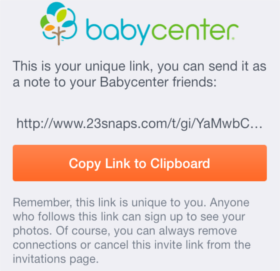 babycenter
This is your unique link, you can send it as
a note to your Babycenter friends:
http://www.23snaps.com/t/gi/YaMwbC...
Copy Link to Clipboard
Remember, this link is unique to you. Anyone
who follows this link can sign up to see your
photos. Of course, you can always remove
connections or cancel this invite link from the
invitations page.